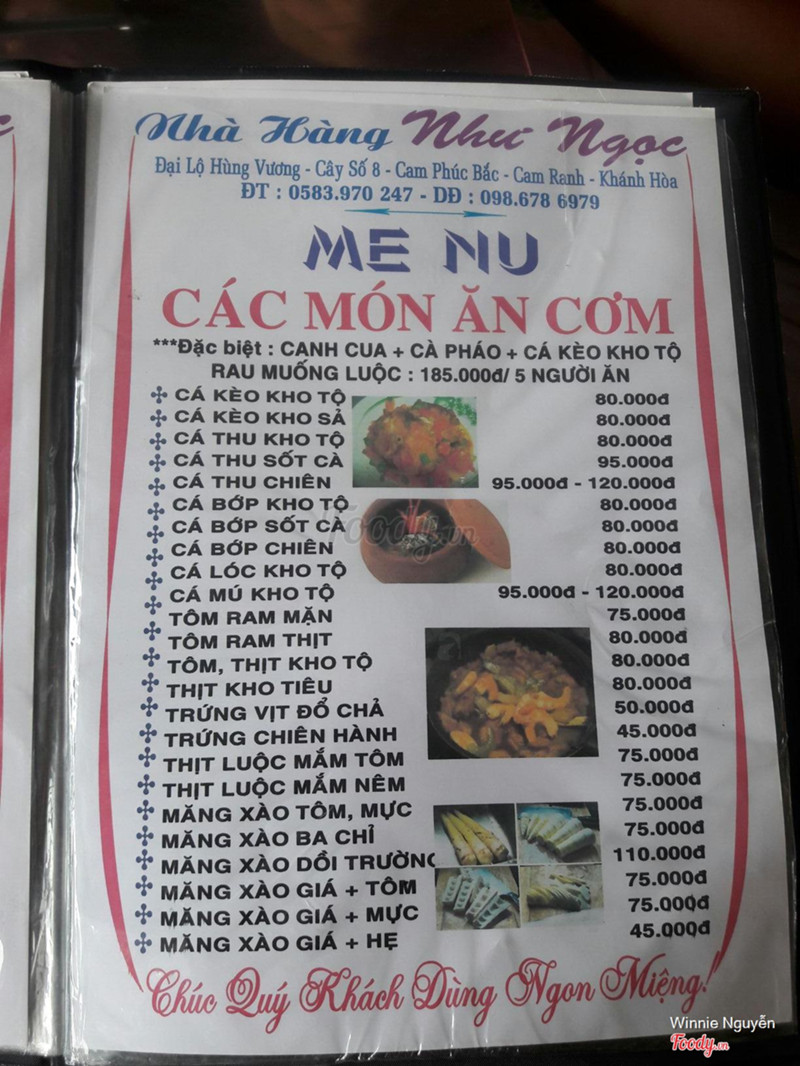 Nhà Hàng Như Ngọc
Đại Lộ Hùng Vương - Cây Số 8 - Cam Phúc Bắc - Cam Ranh - Khánh Hòa
ĐT : 0583.970 247 - DĐ : 098.678 6979
ME NU
CÁC MÓN ĂN CƠM
***Đặc biệt : CANH CUA + CÀ PHÁO + CÁ KÈO KHO TỘ
RAU MUỐNG LUỘC : 185.000đ/ 5 NGƯỜI ĂN
CÁ KÈO KHO TỘ 80.000đ
CÁ KÈO KHO SẢ 80.000đ
CÁ THU KHO TỘ 80.000đ
CÁ THU SỐT CÀ 95.000đ
CÁ THU CHIÊN 95.000đ - 120.000đ
CÁ BỚP KHO TỘ 80.000đ
CÁ BỚP SỐT CÀ 80.000đ
CÁ BỚP CHIÊN 80.000đ
CÁ LÓC KHO TỘ 80.000đ
CÁ MÚ KHO TỘ 95.000đ - 120.000đ
TÔM RAM MẶN 75.000đ
TÔM RAM THỊT 80.000đ
TÔM, THỊT KHO TỘ 80.000đ
THỊT KHO TIÊU 80.000đ
TRỨNG VỊT ĐỔ CHẢ 50.000đ
TRỨNG CHIÊN HÀNH 45.000đ
THỊT LUỘC MẮM TÔM 75.000đ
THỊT LUỘC MẮM NÊM 75.000đ
MĂNG XÀO TÔM, MỰC 75.000đ
MĂNG XÀO BA CHỈ 75.000đ
MĂNG XÀO DỒI TRƯỜNG 110.000đ
MĂNG XÀO GIÁ + TÔM 75.000đ
MĂNG XÀO GIÁ + MỰC 75.000đ
MĂNG XÀO GIÁ + HẸ 45.000đ
Chúc Quý Khách Dùng Ngon Miệng!
Foody.vn
Winnie Nguyễn
Foody.vn